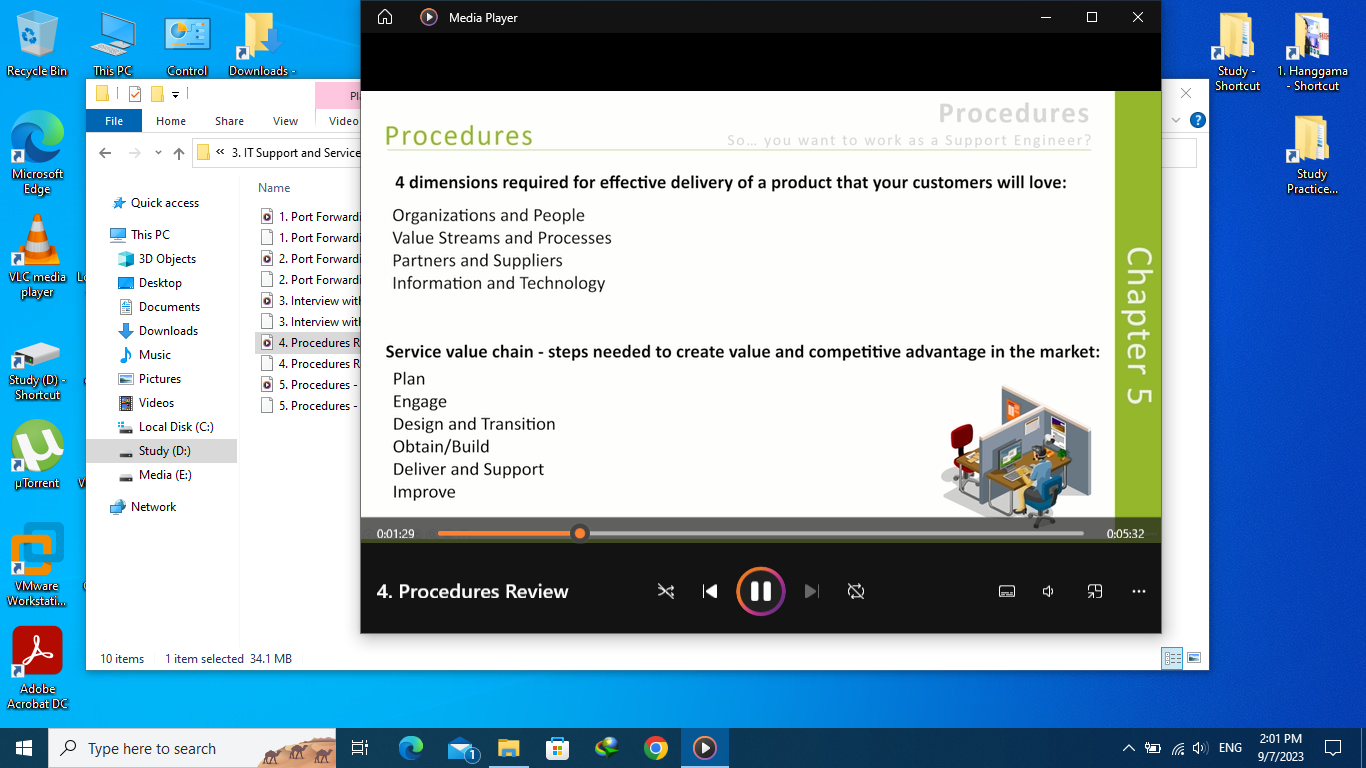 Media Player
Recycle Bin
This PC
Control
Downloads -
Study -
Shortcut
1. Hanggama
- Shortcut
Microsoft
Edge
VLC media
player
Study (D) -
Shortcut
µTorrent
VMware
Workstati...
Adobe
Acrobat DC
Study
Practice...
File
Home
Share
View
Video
3. IT Support and Service
Quick access
This PC
3D Objects
Desktop
Documents
Downloads
Music
Pictures
Videos
Local Disk (C:)
Study (D:)
Media (E:)
Network
Name
1. Port Forwardi
1. Port Forwardi
2. Port Forwardi
2. Port Forwardi
3. Interview with
3. Interview with
4. Procedures R
4. Procedures R
5. Procedures -
5. Procedures -
10 items
1 item selected 34.1 MB
Procedures
Procedures
So... you want to work as a Support Engineer?
4 dimensions required for effective delivery of a product that your customers will love:
Organizations and People
Value Streams and Processes
Partners and Suppliers
Information and Technology
Service value chain - steps needed to create value and competitive advantage in the market:
Plan
Engage
Design and Transition
Obtain/Build
Deliver and Support
Improve
Chapter 5
0:01:29
0:05:32
4. Procedures Review
Type here to search
1
ENG
2:01 PM
9/7/2023